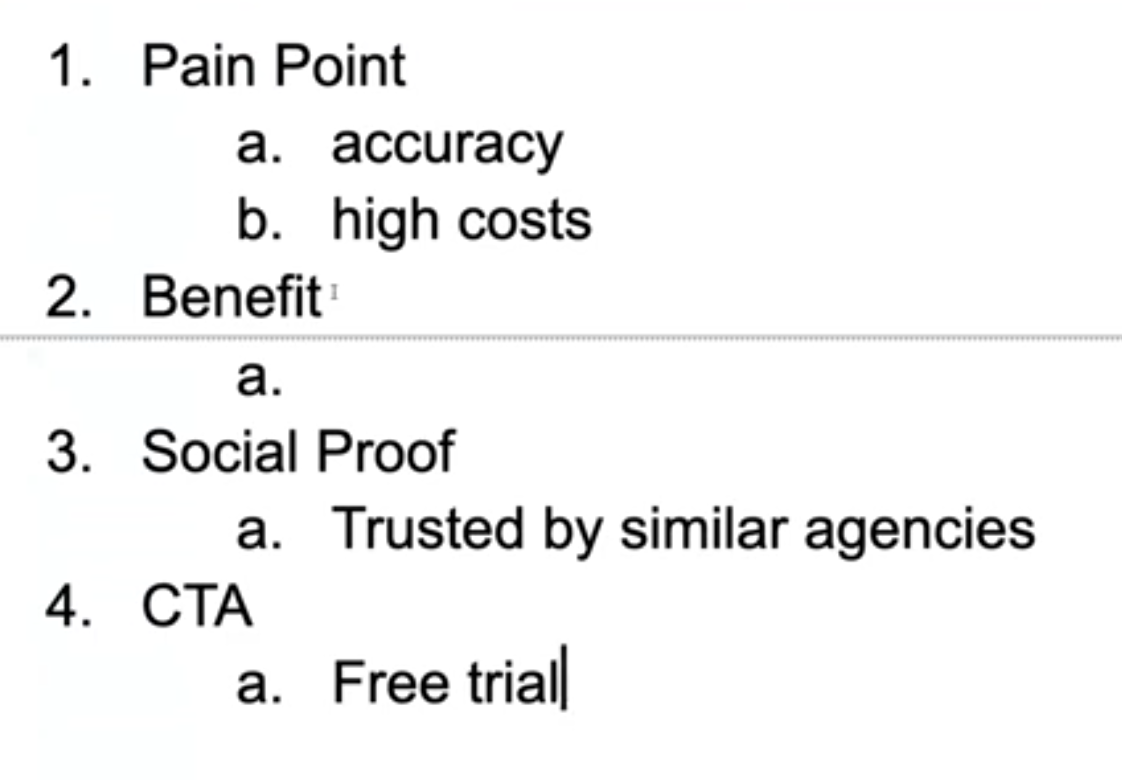 1. Pain Point
a. accuracy
b. high costs
2. Benefit
a.
3. Social Proof
a. Trusted by similar agencies
4. CTA
a. Free trial